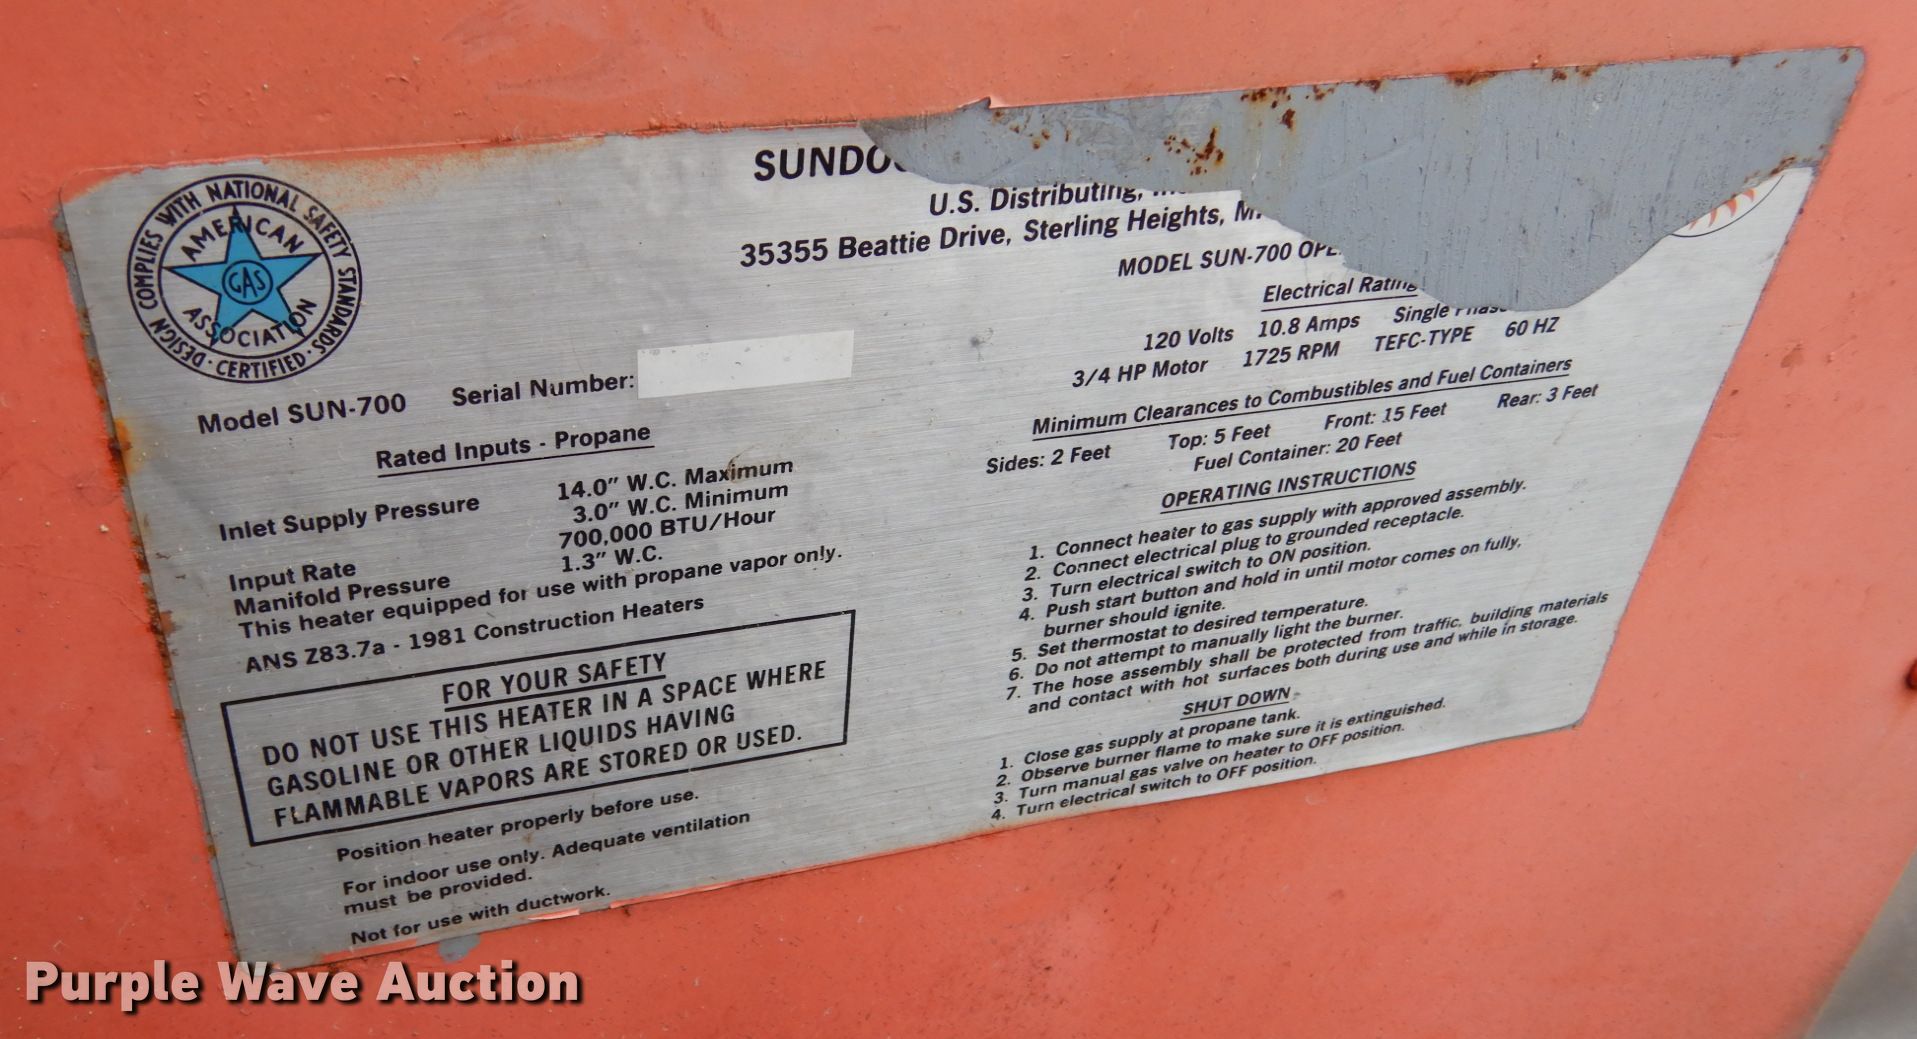 DESIGN COMPLIES WITH NATIONAL SAFETY STANDARDS · CERTIFIED ·
AMERICAN
GAS
ASSOCIATION
U.S. Distributing,
35355 Beattie Drive, Sterling Heights,
Model SUN-700 Serial Number:
Rated Inputs - Propane
Inlet Supply Pressure 14.0" W.C. Maximum
3.0" W.C. Minimum
Input Rate 700,000 BTU/Hour
Manifold Pressure 1.3" W.C.
This heater equipped for use with propane vapor only.
ANS Z83.7a - 1981 Construction Heaters
FOR YOUR SAFETY
DO NOT USE THIS HEATER IN A SPACE WHERE
GASOLINE OR OTHER LIQUIDS HAVING
FLAMMABLE VAPORS ARE STORED OR USED.
Position heater properly before use.
For indoor use only. Adequate ventilation
must be provided.
Not for use with ductwork.
MODEL SUN-700
Electrical Rating
120 Volts 10.8 Amps Single Phase
3/4 HP Motor 1725 RPM TEFC-TYPE 60 HZ
Minimum Clearances to Combustibles and Fuel Containers
Sides: 2 Feet Top: 5 Feet Front: 15 Feet Rear: 3 Feet
Fuel Container: 20 Feet
OPERATING INSTRUCTIONS
1. Connect heater to gas supply with approved assembly.
2. Connect electrical plug to grounded receptacle.
3. Turn electrical switch to ON position.
4. Push start button and hold in until motor comes on fully,
burner should ignite.
5. Set thermostat to desired temperature.
6. Do not attempt to manually light the burner.
7. The hose assembly shall be protected from traffic, building materials
and contact with hot surfaces both during use and while in storage.
SHUT DOWN
1. Close gas supply at propane tank.
2. Observe burner flame to make sure it is extinguished.
3. Turn manual gas valve on heater to OFF position.
4. Turn electrical switch to OFF position.
Purple Wave Auction